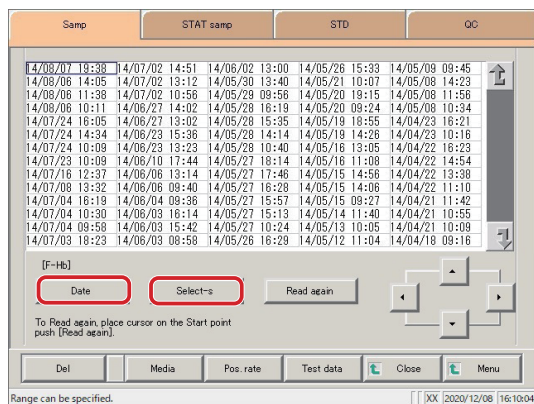 Samp STAT samp STD QC
14/08/07 19:38 14/07/02 14:51 14/06/02 13:00 14/05/26 15:33 14/05/09 09:45
14/08/06 14:05 14/07/02 13:12 14/05/30 13:40 14/05/21 10:07 14/05/08 14:23
14/08/06 11:38 14/07/02 10:56 14/05/29 09:56 14/05/20 19:15 14/05/08 11:56
14/08/06 10:11 14/06/27 14:02 14/05/28 16:19 14/05/20 09:24 14/05/08 10:34
14/07/24 16:05 14/06/27 13:02 14/05/28 15:35 14/05/19 18:55 14/04/23 16:21
14/07/24 14:34 14/06/23 15:36 14/05/28 14:14 14/05/19 14:26 14/04/23 10:16
14/07/24 10:09 14/06/23 13:23 14/05/28 10:40 14/05/16 13:05 14/04/22 16:23
14/07/23 10:09 14/06/10 17:44 14/05/27 18:14 14/05/16 11:08 14/04/22 14:54
14/07/16 12:37 14/06/06 13:14 14/05/27 17:46 14/05/15 14:56 14/04/22 13:38
14/07/08 13:32 14/06/06 09:40 14/05/27 16:28 14/05/15 14:06 14/04/22 11:10
14/07/04 16:19 14/06/04 09:36 14/05/27 15:57 14/05/15 09:27 14/04/21 11:42
14/07/04 10:30 14/06/03 16:14 14/05/27 15:13 14/05/14 11:40 14/04/21 10:55
14/07/04 09:58 14/06/03 15:42 14/05/27 10:24 14/05/13 10:05 14/04/21 10:09
14/07/03 18:23 14/06/03 08:58 14/05/26 16:29 14/05/12 11:04 14/04/18 09:16
[F-Hb]
Date Select-s Read again
To Read again, place cursor on the Start point
push [Read again].
Del Media Pos. rate Test data Close Menu
Range can be specified. XX 2020/12/08 16:10:04